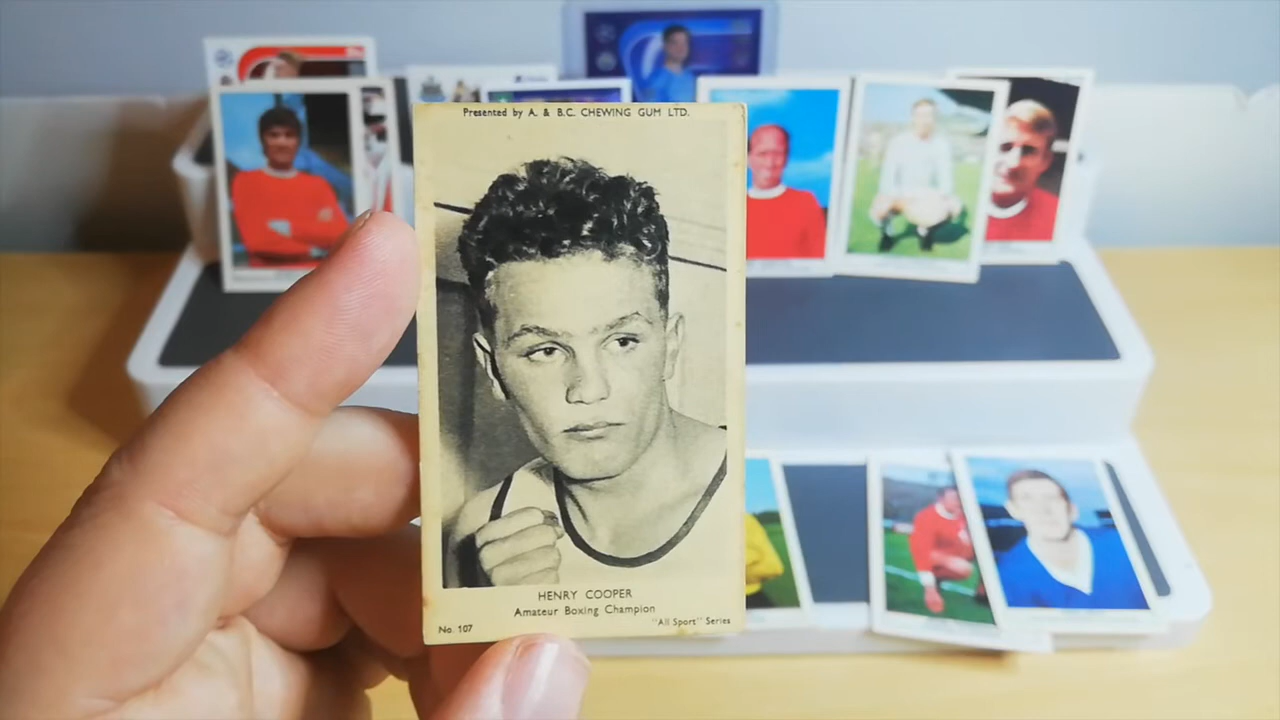 Presented by A. & B.C. CHEWING GUM LTD.
HENRY COOPER
Amateur Boxing Champion
No. 107
"All Sport" Series